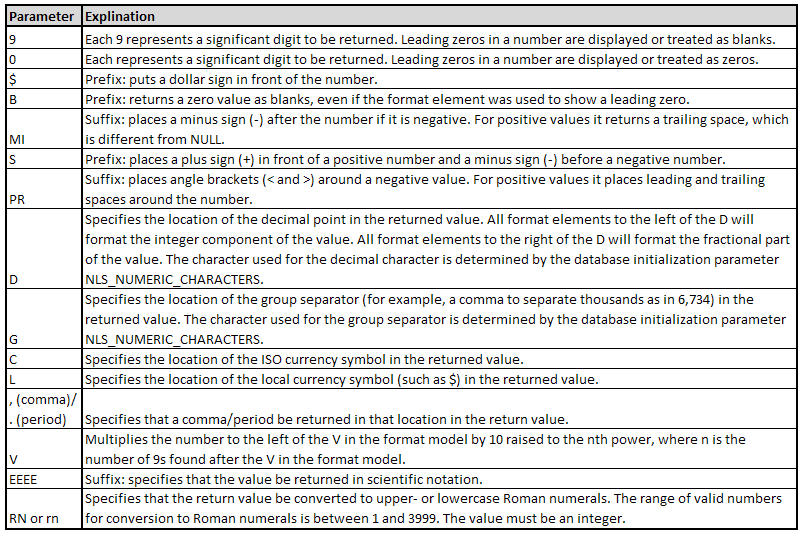 Parameter Explination
9 Each 9 represents a significant digit to be returned. Leading zeros in a number are displayed or treated as blanks.
0 Each represents a significant digit to be returned. Leading zeros in a number are displayed or treated as zeros.
$ Prefix: puts a dollar sign in front of the number.
B Prefix: returns a zero value as blanks, even if the format element was used to show a leading zero.
Suffix: places a minus sign (-) after the number if it is negative. For positive values it returns a trailing space, which
MI is different from NULL.
S Prefix: places a plus sign (+) in front of a positive number and a minus sign (-) before a negative number.
Suffix: places angle brackets (< and >) around a negative value. For positive values it places leading and trailing
PR spaces around the number.
Specifies the location of the decimal point in the returned value. All format elements to the left of the D will
format the integer component of the value. All format elements to the right of the D will format the fractional part
of the value. The character used for the decimal character is determined by the database initialization parameter
D NLS_NUMERIC_CHARACTERS.
Specifies the location of the group separator (for example, a comma to separate thousands as in 6,734) in the
returned value. The character used for the group separator is determined by the database initialization parameter
G NLS_NUMERIC_CHARACTERS.
C Specifies the location of the ISO currency symbol in the returned value.
L Specifies the location of the local currency symbol (such as $) in the returned value.
, (comma)/
. (period) Specifies that a comma/period be returned in that location in the return value.
Multiplies the number to the left of the V in the format model by 10 raised to the nth power, where n is the
V number of 9s found after the V in the format model.
EEEE Suffix: specifies that the value be returned in scientific notation.
Specifies that the return value be converted to upper- or lowercase Roman numerals. The range of valid numbers
RN or rn for conversion to Roman numerals is between 1 and 3999. The value must be an integer.